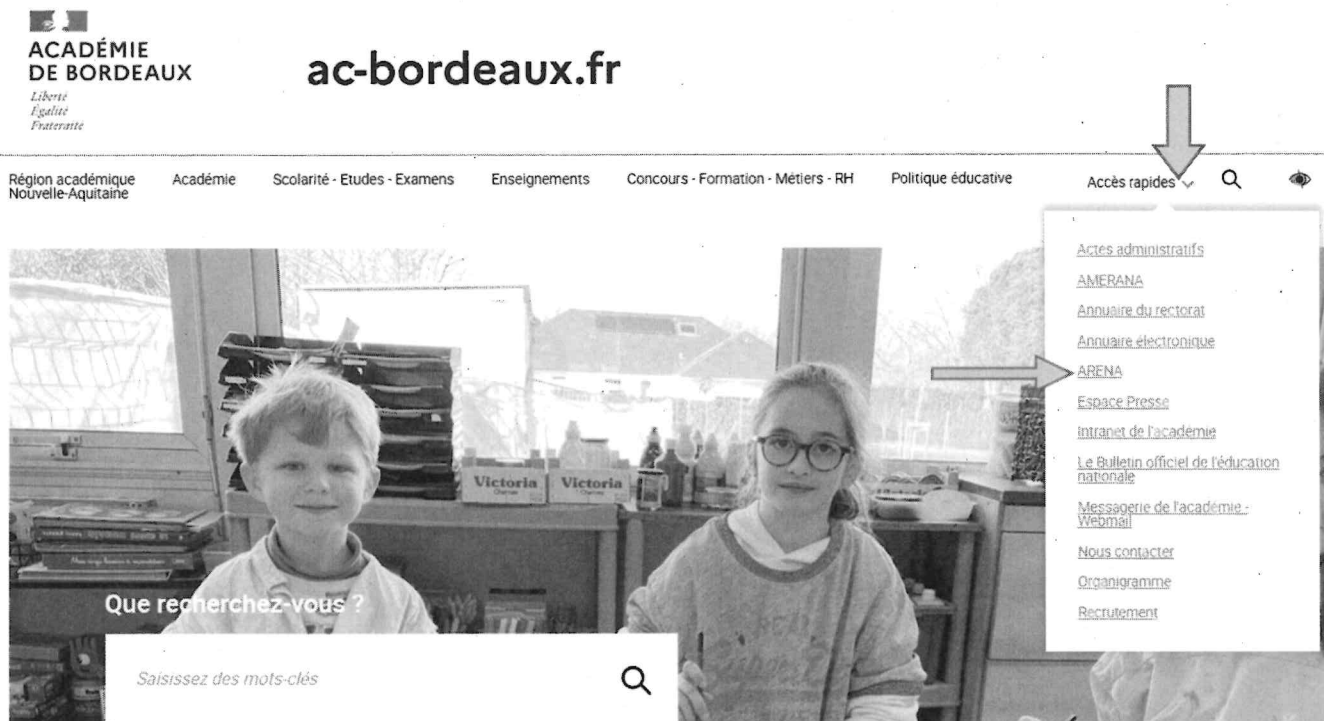 ACADÉMIE
DE BORDEAUX
Liberté
Égalité
Fraternité
ac-bordeaux.fr
Région académique
Nouvelle-Aquitaine
Académie
Scolarité - Etudes - Examens
Enseignements
Concours - Formation - Métiers - RH
Politique éducative
Accès rapides
Actes administratifs
AMERANA
Annuaire du rectorat
Annuaire électronique
ARENA
Espace Presse
Intranet de l'académie
Le Bulletin officiel de l'éducation
nationale
Messagerie de l'académie -
Webmail
Nous contacter
Organigramme
Recrutement
Victoria
Victoria
Que recherchez-vous ?
Saisissez des mots-clés